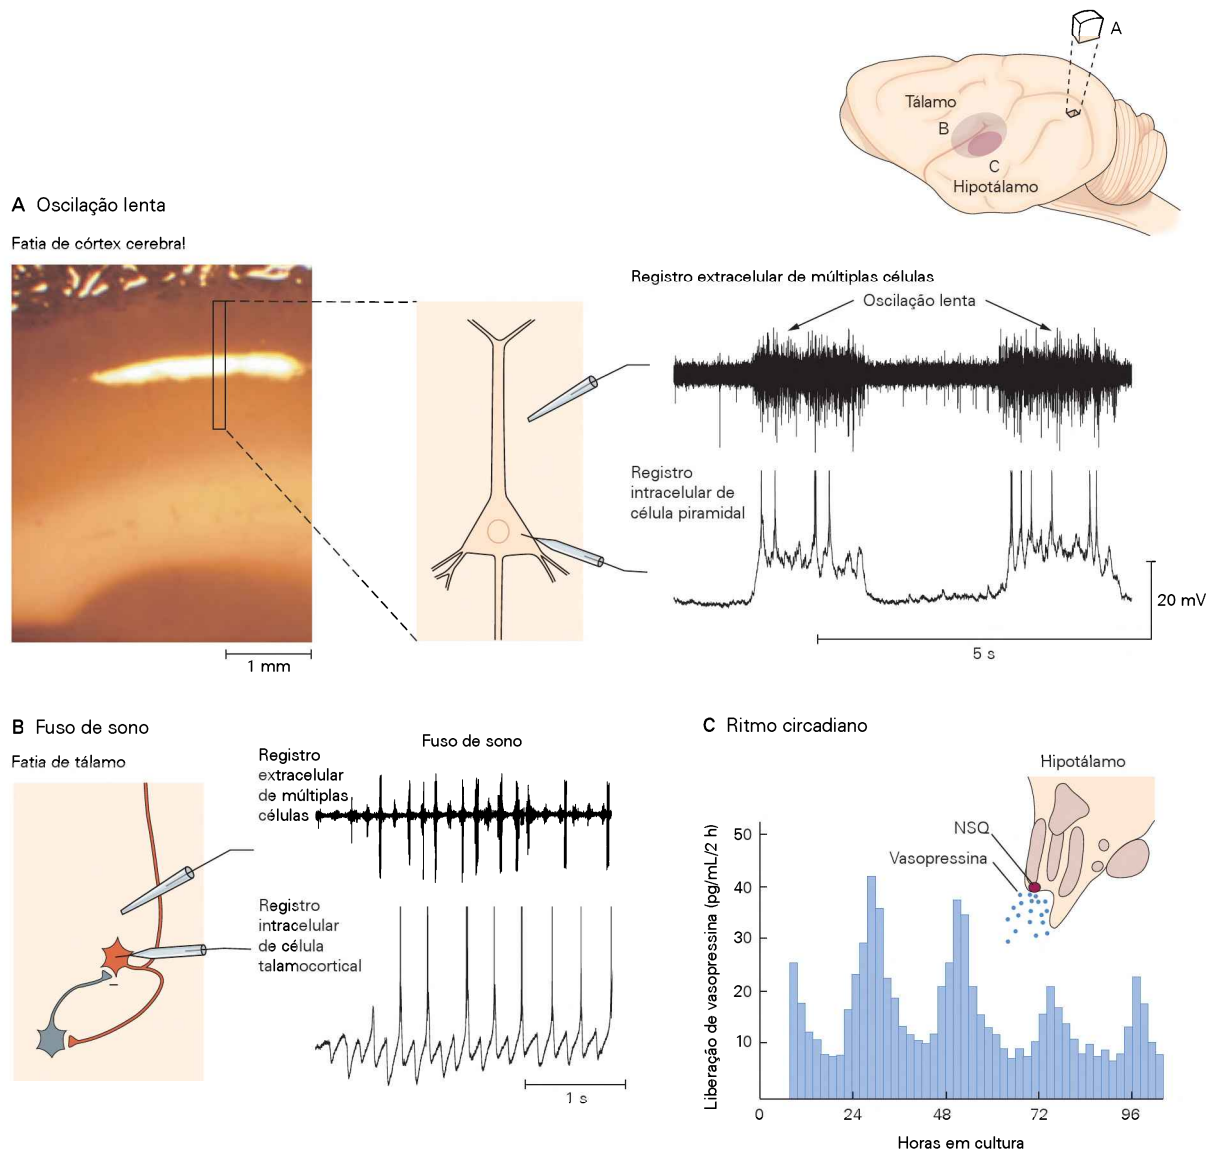 A
Tálamo
B
C
Hipotálamo
A Oscilação lenta
Fatia de córtex cerebral
Registro extracelular de múltiplas células
Oscilação lenta
Registro
intracelular de
célula piramidal
20 mV
5 s
1 mm
B Fuso de sono
Fatia de tálamo
Fuso de sono
Registro
extracelular
de múltiplas
células
Registro
intracelular
de célula
talamocortical
–
1 s
C Ritmo circadiano
Hipotálamo
NSQ
Vasopressina
Liberação de vasopressina (pg/mL/2 h)
50
40
30
20
10
0 24 48 72 96
Horas em cultura